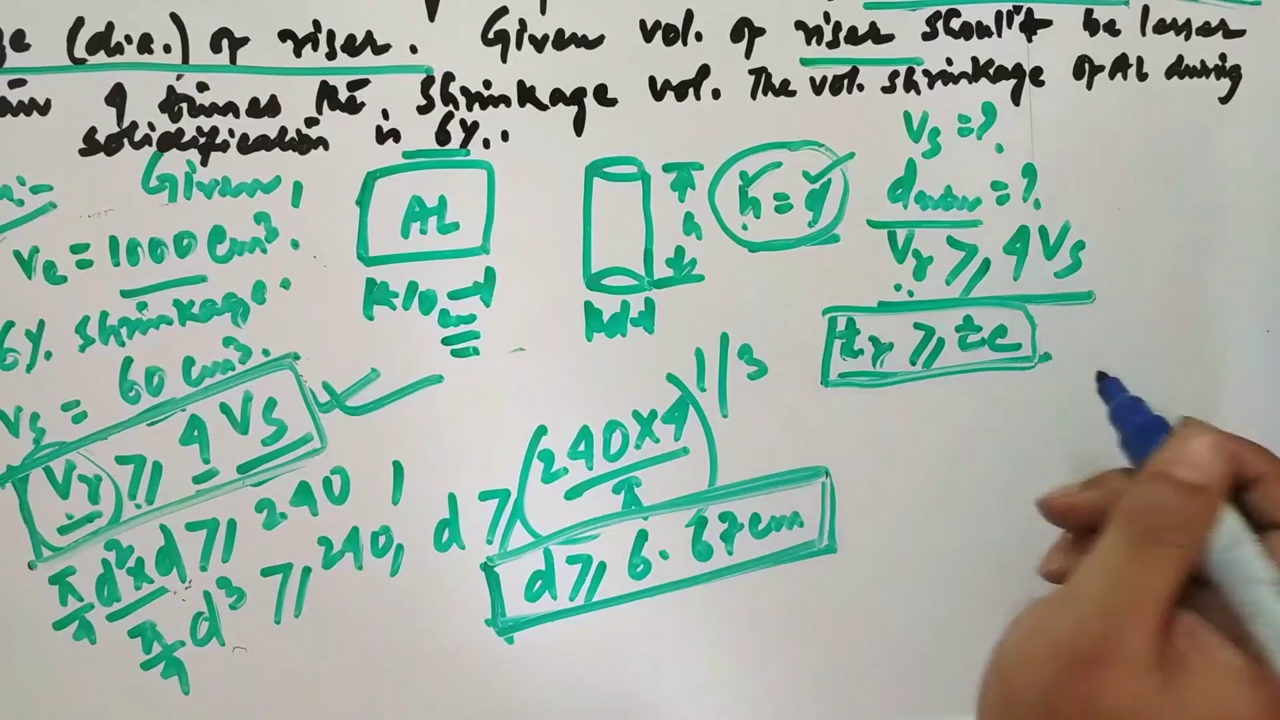 (dia.) of riser. Given vol. of riser shouldn't be lesser
4 times the shrinkage vol. The vol. shrinkage of AL during
solidification is 6%.
Given,
Vc = 1000 cm³.
6% shrinkage.
Vs = 60 cm³.
Vr ≥ 4 Vs
π/4 d² × d ≥ 240,
π/4 d³ ≥ 240,
AL
10 cm
h
d
h = d
d ≥ (240×4/π)^1/3
d ≥ 6.67 cm
Vs = ?
dmin = ?
Vr ≥ 4Vs
tr ≥ tc